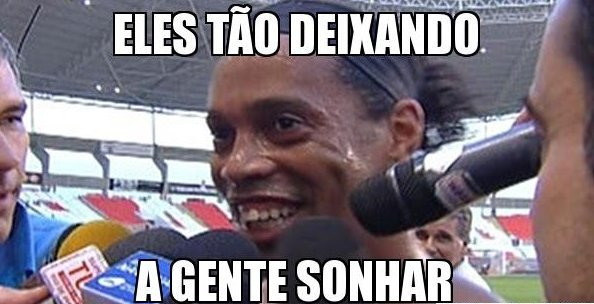 ELES TÃO DEIXANDO
A GENTE SONHAR